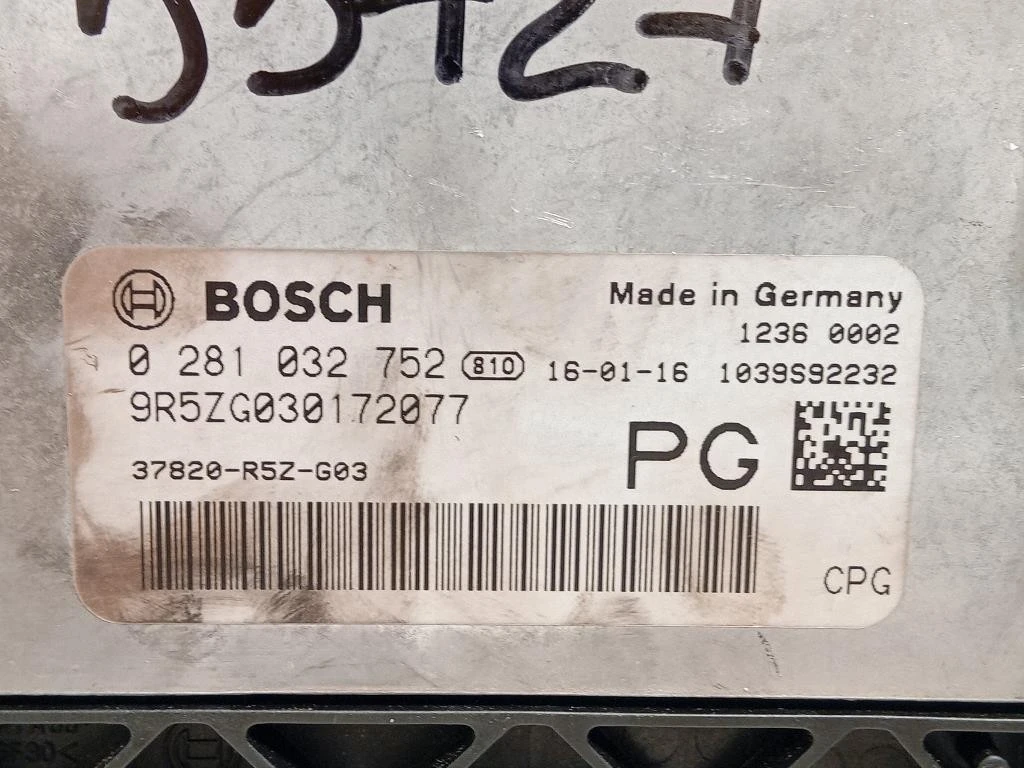 BOSCH
Made in Germany
1236 0002
0 281 032 752 810 16-01-16 1039S92232
9R5ZG030172077
PG
37820-R5Z-G03
CPG